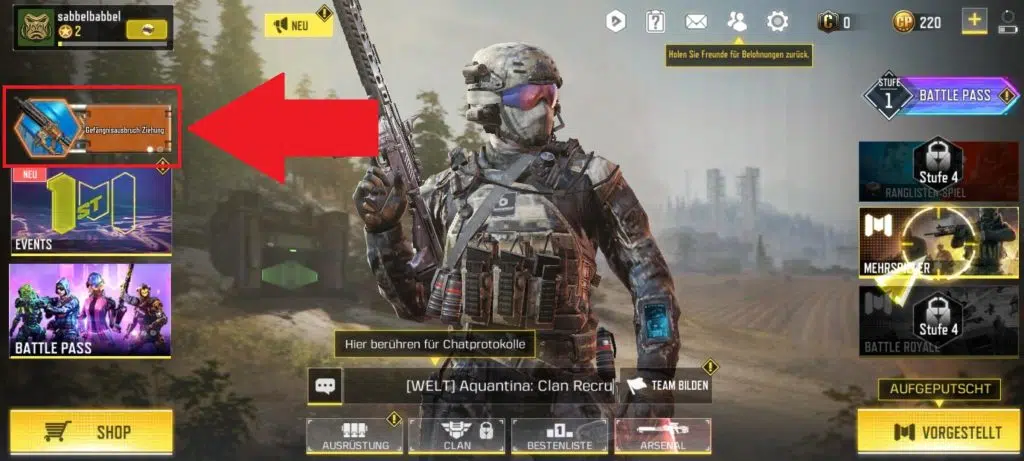 sabbelbabbel
2
NEU
0
220
Holen Sie Freunde für Belohnungen zurück.
STUFE
1
BATTLE PASS
Gefängnisausbruch-Ziehung
NEU
1ST
EVENTS
BATTLE PASS
Stufe 4
RANGLISTEN-SPIEL
MEHRSPIELER
Stufe 4
BATTLE ROYALE
Hier berühren für Chatprotokolle
[WELT] Aquantina: Clan Recru
TEAM BILDEN
AUFGEPUTSCHT
SHOP
AUSRÜSTUNG
CLAN
BESTENLISTE
ARSENAL
VORGESTELLT